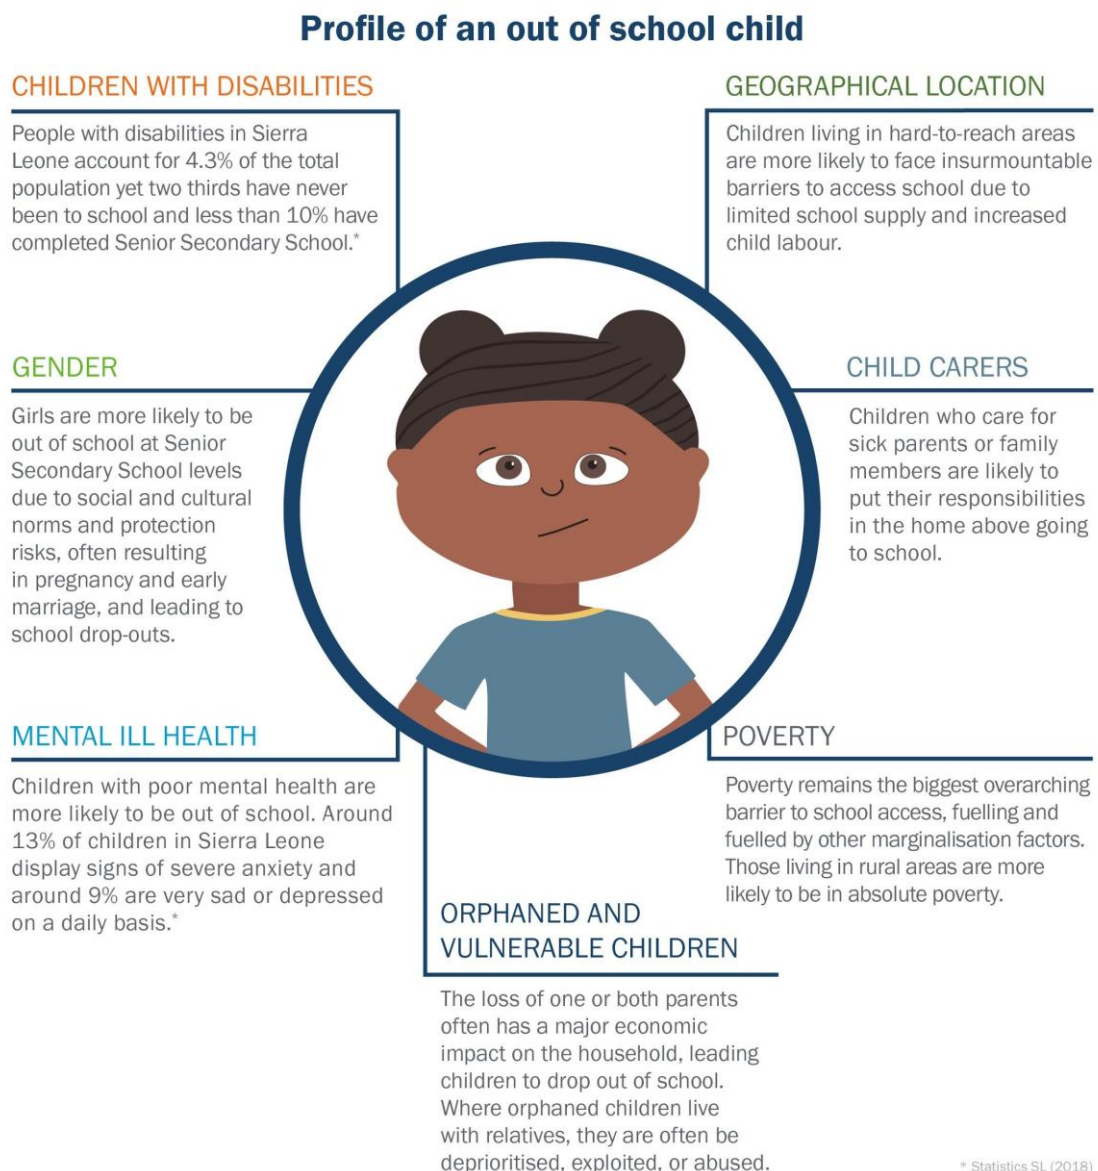 Profile of an out of school child
CHILDREN WITH DISABILITIES
People with disabilities in Sierra
Leone account for 4.3% of the total
population yet two thirds have never
been to school and less than 10% have
completed Senior Secondary School.*
GEOGRAPHICAL LOCATION
Children living in hard-to-reach areas
are more likely to face insurmountable
barriers to access school due to
limited school supply and increased
child labour.
GENDER
Girls are more likely to be
out of school at Senior
Secondary School levels
due to social and cultural
norms and protection
risks, often resulting
in pregnancy and early
marriage, and leading to
school drop-outs.
CHILD CARERS
Children who care for
sick parents or family
members are likely to
put their responsibilities
in the home above going
to school.
MENTAL ILL HEALTH
Children with poor mental health are
more likely to be out of school. Around
13% of children in Sierra Leone
display signs of severe anxiety and
around 9% are very sad or depressed
on a daily basis.*
POVERTY
Poverty remains the biggest overarching
barrier to school access, fuelling and
fuelled by other marginalisation factors.
Those living in rural areas are more
likely to be in absolute poverty.
ORPHANED AND
VULNERABLE CHILDREN
The loss of one or both parents
often has a major economic
impact on the household, leading
children to drop out of school.
Where orphaned children live
with relatives, they are often be
deprioritised, exploited, or abused.
* Statistics SL (2018)